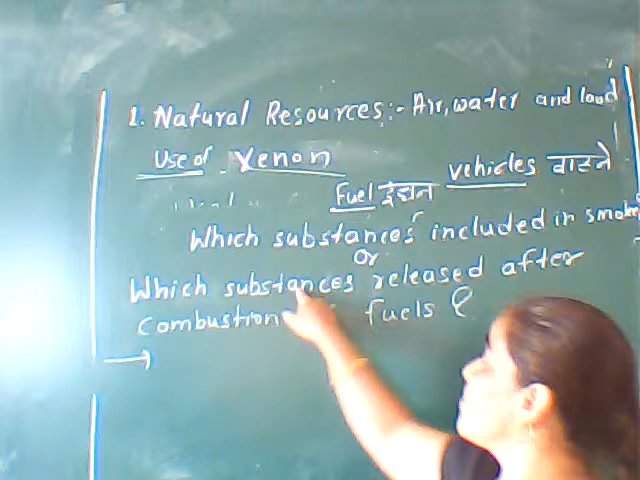 1. Natural Resources:- Air, water and land
Use of Xenon
Fuel इंधन vehicles वाहने
Which substances included in smoke
Or
Which substances released after
Combustion fuels